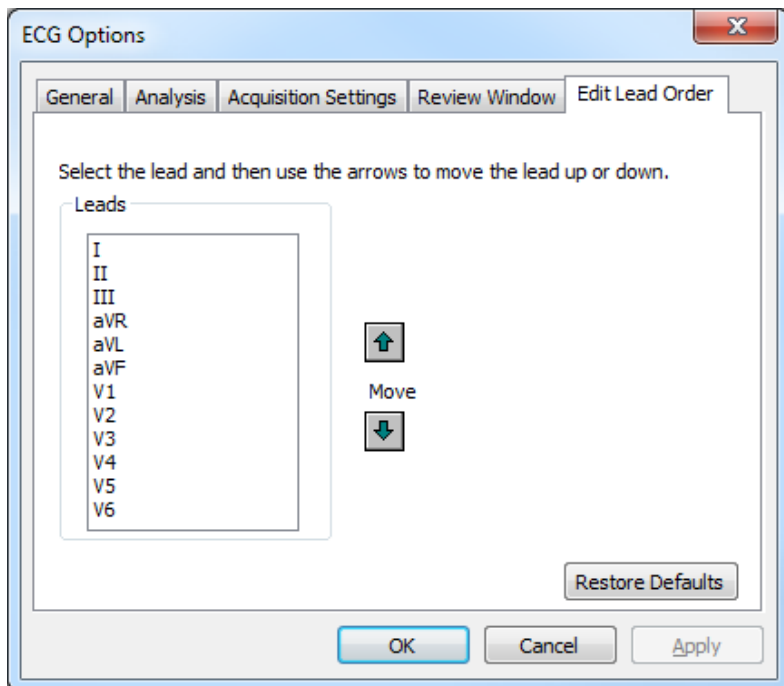 ECG Options
X
General Analysis Acquisition Settings Review Window Edit Lead Order
Select the lead and then use the arrows to move the lead up or down.
Leads
I
II
III
aVR
aVL
aVF
V1
V2
V3
V4
V5
V6
Move
Restore Defaults
OK Cancel Apply